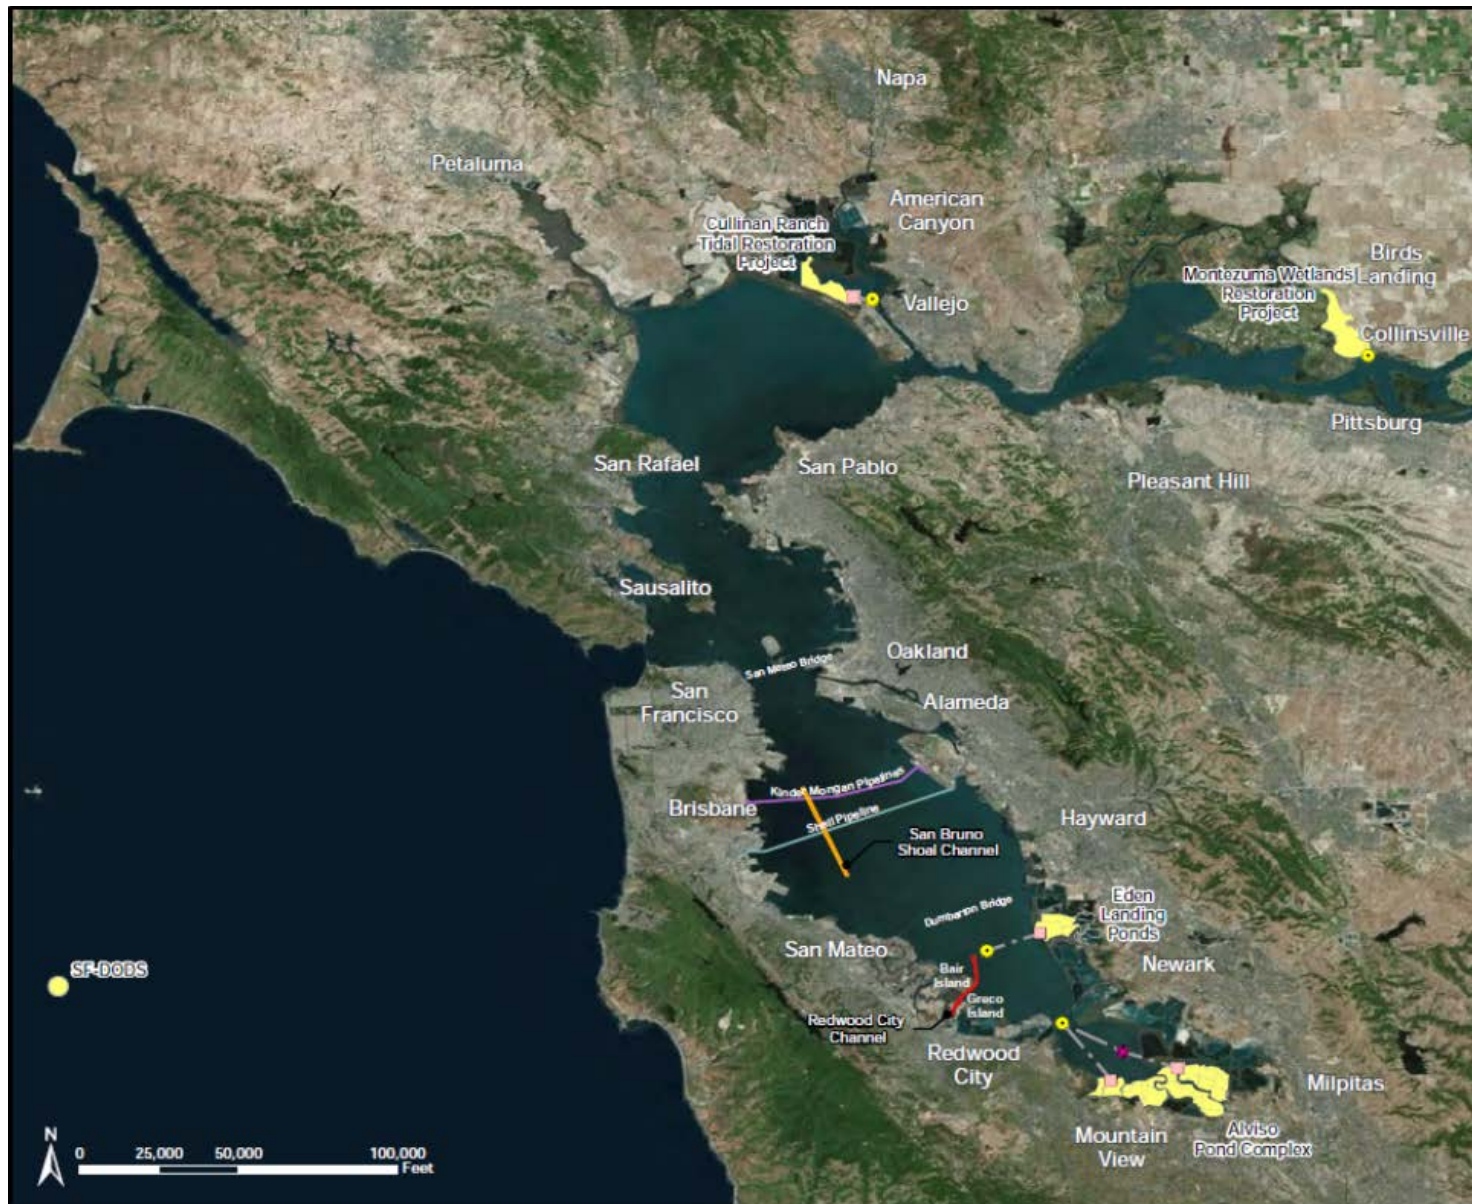 Napa
Petaluma
American
Canyon
Cullinan Ranch
Tidal Restoration
Project
Vallejo
Birds
Landing
Montezuma Wetlands
Restoration
Project
Collinsville
Pittsburg
San Rafael
San Pablo
Pleasant Hill
Sausalito
Oakland
San Mateo Bridge
San
Francisco
Alameda
Kinder Morgan Pipelines
Brisbane
Shell Pipeline
Hayward
San Bruno
Shoal Channel
Eden
Landing
Ponds
Dumbarton Bridge
San Mateo
Newark
SF-DODS
Bair
Island
Greco
Island
Redwood City
Channel
Redwood
City
Milpitas
Mountain
View
Alviso
Pond Complex
N
0 25,000 50,000 100,000
Feet